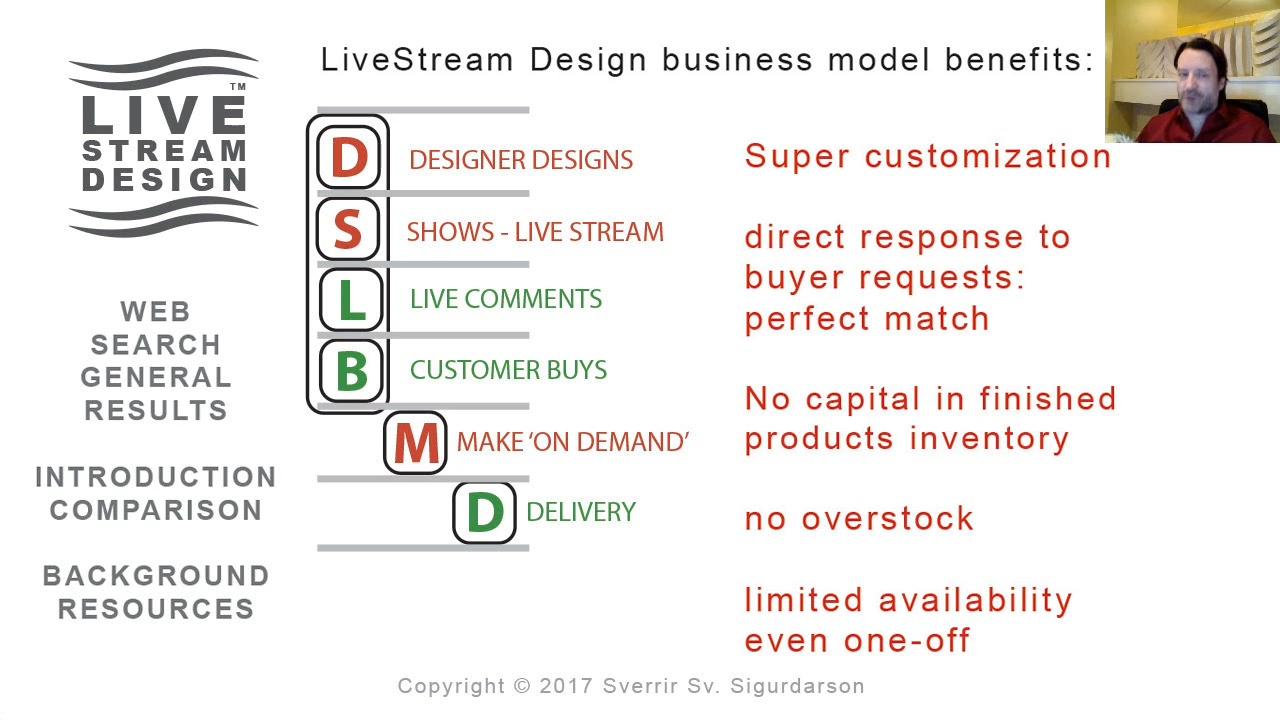 LiveStream Design business model benefits:
TM
LIVE
STREAM
DESIGN
WEB
SEARCH
GENERAL
RESULTS
INTRODUCTION
COMPARISON
BACKGROUND
RESOURCES
D DESIGNER DESIGNS
S SHOWS - LIVE STREAM
L LIVE COMMENTS
B CUSTOMER BUYS
M MAKE ‘ON DEMAND’
D DELIVERY
Super customization
direct response to
buyer requests:
perfect match
No capital in finished
products inventory
no overstock
limited availability
even one-off
Copyright © 2017 Sverrir Sv. Sigurdarson